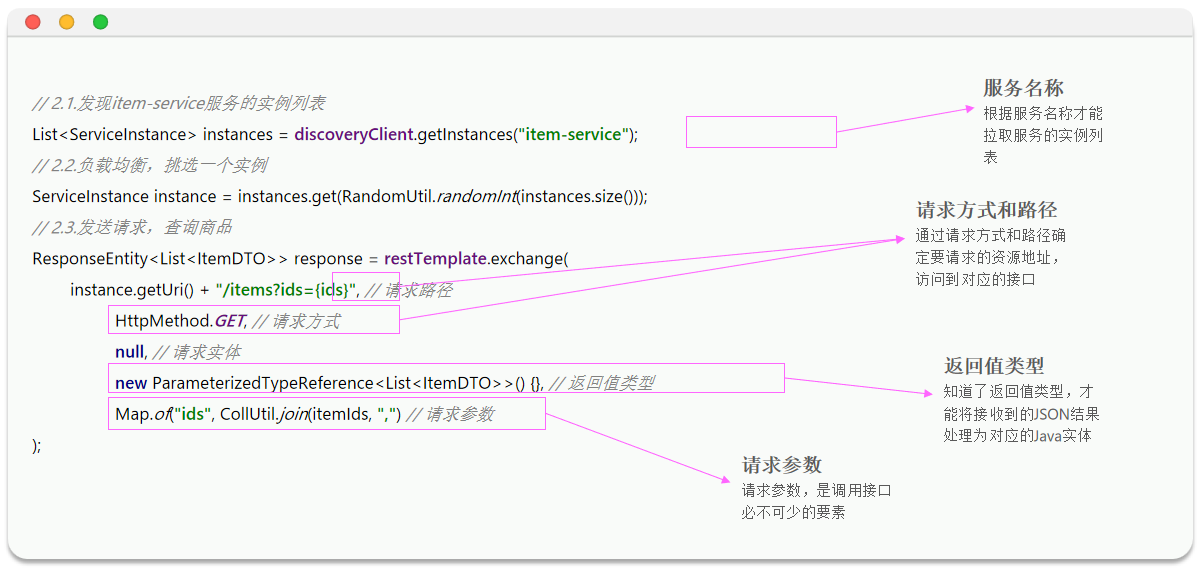 // 2.1.发现item-service服务的实例列表
List<ServiceInstance> instances = discoveryClient.getInstances("item-service");
// 2.2.负载均衡，挑选一个实例
ServiceInstance instance = instances.get(RandomUtil.randomInt(instances.size()));
// 2.3.发送请求，查询商品
ResponseEntity<List<ItemDTO>> response = restTemplate.exchange(
instance.getUri() + "/items?ids={ids}", // 请求路径
HttpMethod.GET, // 请求方式
null, // 请求实体
new ParameterizedTypeReference<List<ItemDTO>>() {}, // 返回值类型
Map.of("ids", CollUtil.join(itemIds, ",") // 请求参数
);
服务名称
根据服务名称才能
拉取服务的实例列
表
请求方式和路径
通过请求方式和路径确
定要请求的资源地址，
访问到对应的接口
返回值类型
知道了返回值类型，才
能将接收到的JSON结果
处理为对应的Java实体
请求参数
请求参数，是调用接口
必不可少的要素